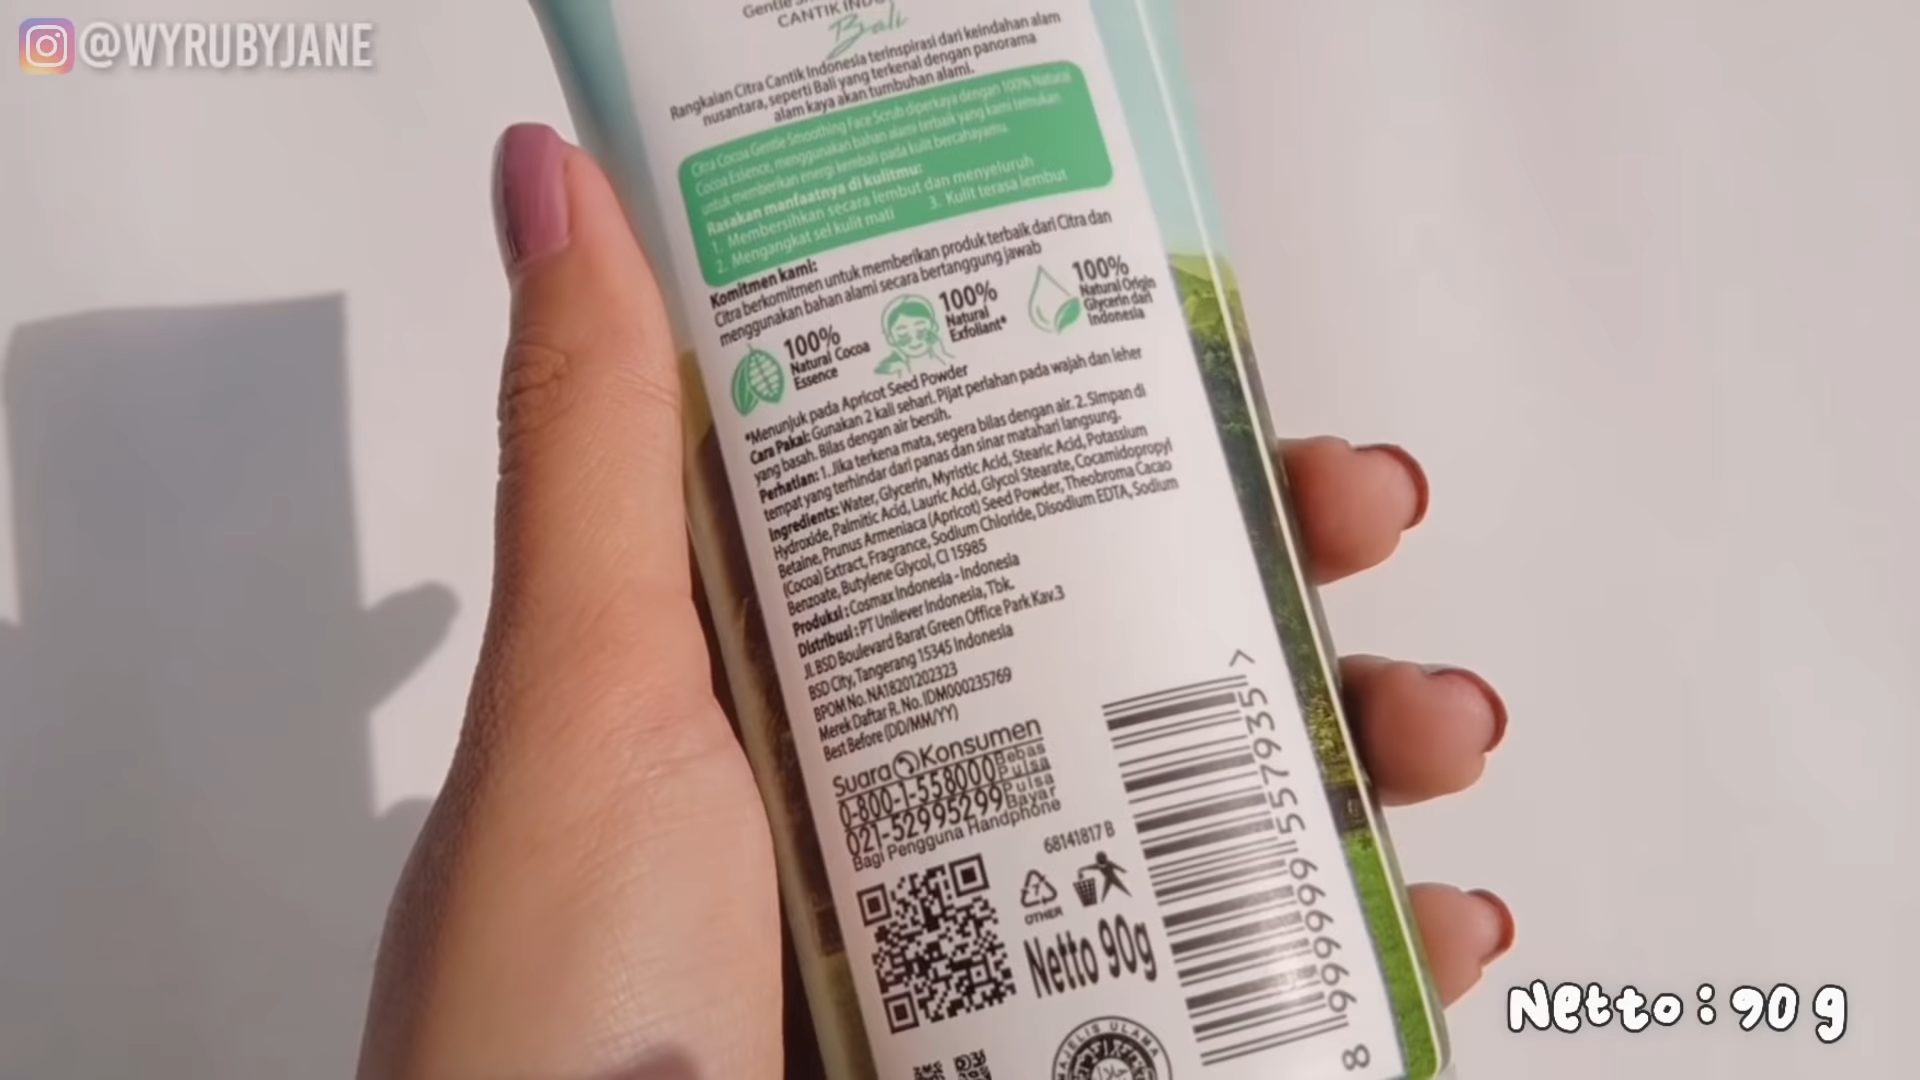 @WYRUBYJANE
CANTIK INDO
Bali
Rangkaian Citra Cantik Indonesia terinspirasi dari keindahan alam
nusantara, seperti Bali yang terkenal dengan panorama
alam kaya akan tumbuhan alami.
Citra Cocoa Gentle Smoothing Face Scrub diperkaya dengan 100% Natural
Cocoa Essence, menggunakan bahan alami terbaik yang kami temukan
untuk memberikan energi kembali pada kulit bercahayamu.
Rasakan manfaatnya di kulitmu:
1. Membersihkan secara lembut dan menyeluruh
2. Mengangkat sel kulit mati 3. Kulit terasa lembut
Komitmen kami:
Citra berkomitmen untuk memberikan produk terbaik dari Citra dan
menggunakan bahan alami secara bertanggung jawab
100%
Natural Cocoa
Essence
100%
Natural
Exfoliant*
100%
Natural Origin
Glycerin dari
Indonesia
*Menunjuk pada Apricot Seed Powder
Cara Pakai: Gunakan 2 kali sehari. Pijat perlahan pada wajah dan leher
yang basah. Bilas dengan air bersih.
Perhatian: 1. Jika terkena mata, segera bilas dengan air. 2. Simpan di
tempat yang terhindar dari panas dan sinar matahari langsung.
Ingredients: Water, Glycerin, Myristic Acid, Stearic Acid, Potassium
Hydroxide, Palmitic Acid, Lauric Acid, Glycol Stearate, Cocamidopropyl
Betaine, Prunus Armeniaca (Apricot) Seed Powder, Theobroma Cacao
(Cocoa) Extract, Fragrance, Sodium Chloride, Disodium EDTA, Sodium
Benzoate, Butylene Glycol, CI 15985
Produksi : Cosmax Indonesia - Indonesia
Distribusi : PT Unilever Indonesia, Tbk.
Jl. BSD Boulevard Barat Green Office Park Kav.3
BSD City, Tangerang 15345 Indonesia
BPOM No. NA18201202323
Merek Daftar R. No. IDM000235769
Best Before (DD/MM/YY)
Suara Konsumen
0-800-1-558000 Bebas Pulsa
021-52995299 Pulsa Bayar
Bagi Pengguna Handphone
68141817 B
7
OTHER
Netto 90g
8 999999 557935 >
MAJELIS ULAMA
Netto : 90 g